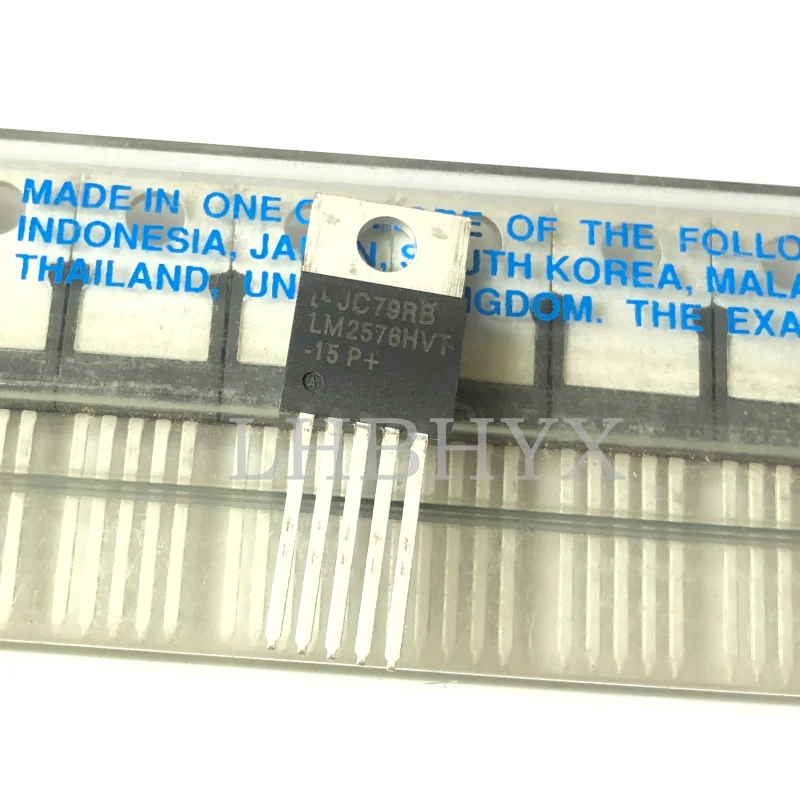 MADE IN ONE OF THE FOLLO
INDONESIA, JA N, S UTH KOREA, MALA
THAILAND, UN NGDOM. THE EXA
JC79RB
LM2576HVT
-15 P+
A
LHBHYX